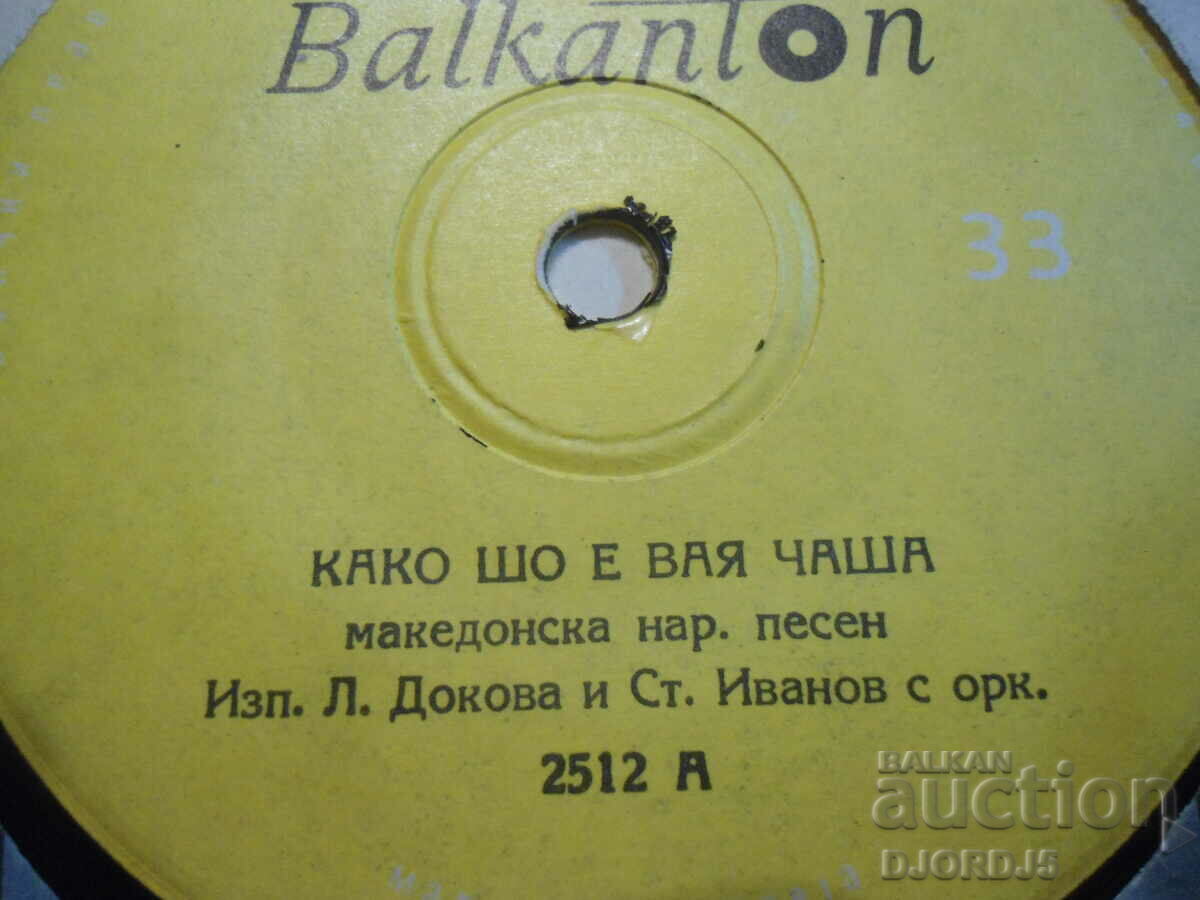 Balkanton
33
КАКО ШО Е ВАЯ ЧАША
македонска нар. песен
Изп. Л. Докова и Ст. Иванов с орк.
2512 А
BALKAN
auction
DJORDJ5